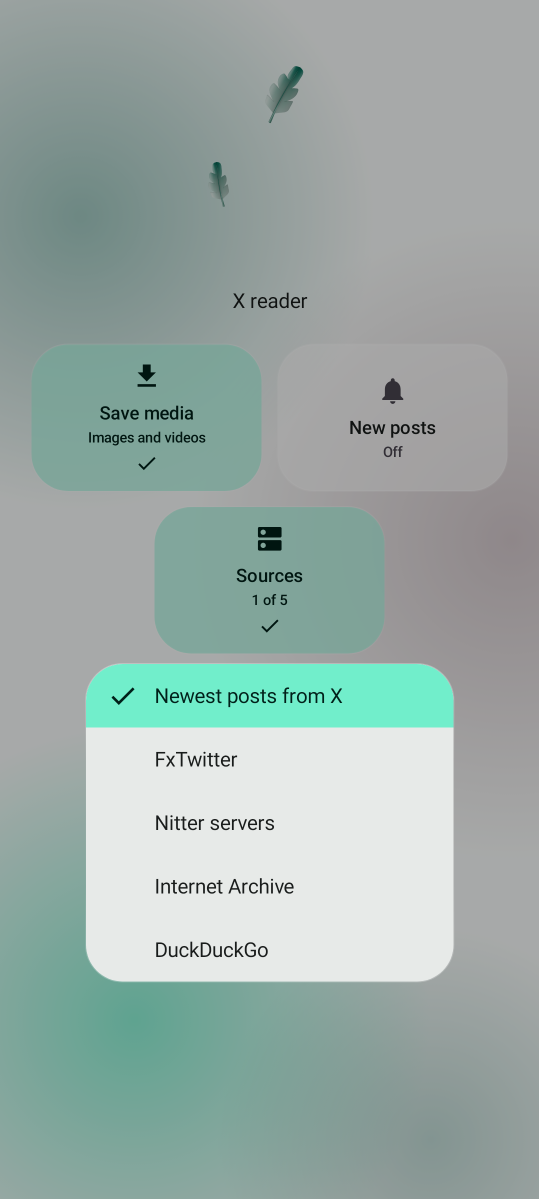 X reader
Save media
Images and videos
New posts
Off
Sources
1 of 5
Newest posts from X
FxTwitter
Nitter servers
Internet Archive
DuckDuckGo